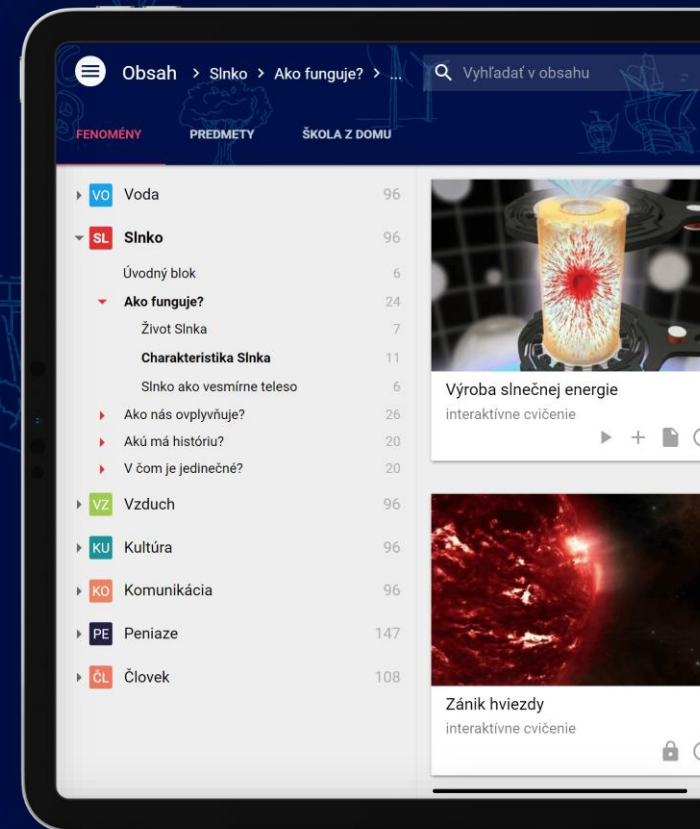 Obsah > Slnko > Ako funguje? > ...
Vyhľadať v obsahu
FENOMÉNY PREDMETY ŠKOLA Z DOMU
VO Voda 96
SL Slnko 96
Úvodný blok 6
Ako funguje? 24
Život Slnka 7
Charakteristika Slnka 11
Slnko ako vesmírne teleso 6
Ako nás ovplyvňuje? 26
Akú má históriu? 20
V čom je jedinečné? 20
VZ Vzduch 96
KU Kultúra 96
KO Komunikácia 96
PE Peniaze 147
ČL Človek 108
Výroba slnečnej energie
interaktívne cvičenie
Zánik hviezdy
interaktívne cvičenie